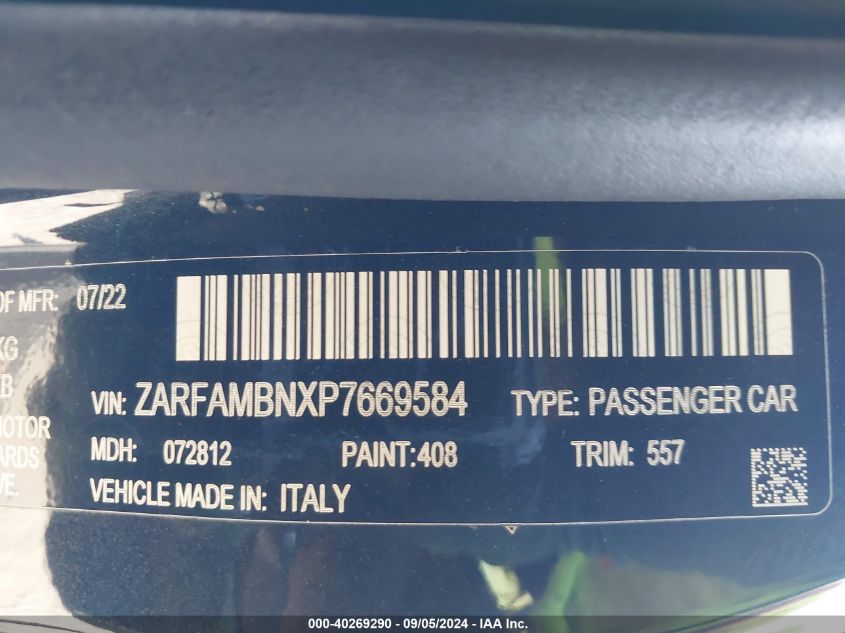 OF MFR: 07/22
KG
B
MOTOR
ARDS
VE.
VIN: ZARFAMBNXP7669584 TYPE: PASSENGER CAR
MDH: 072812 PAINT:408 TRIM: 557
VEHICLE MADE IN: ITALY
000-40269290 - 09/05/2024 - IAA Inc.